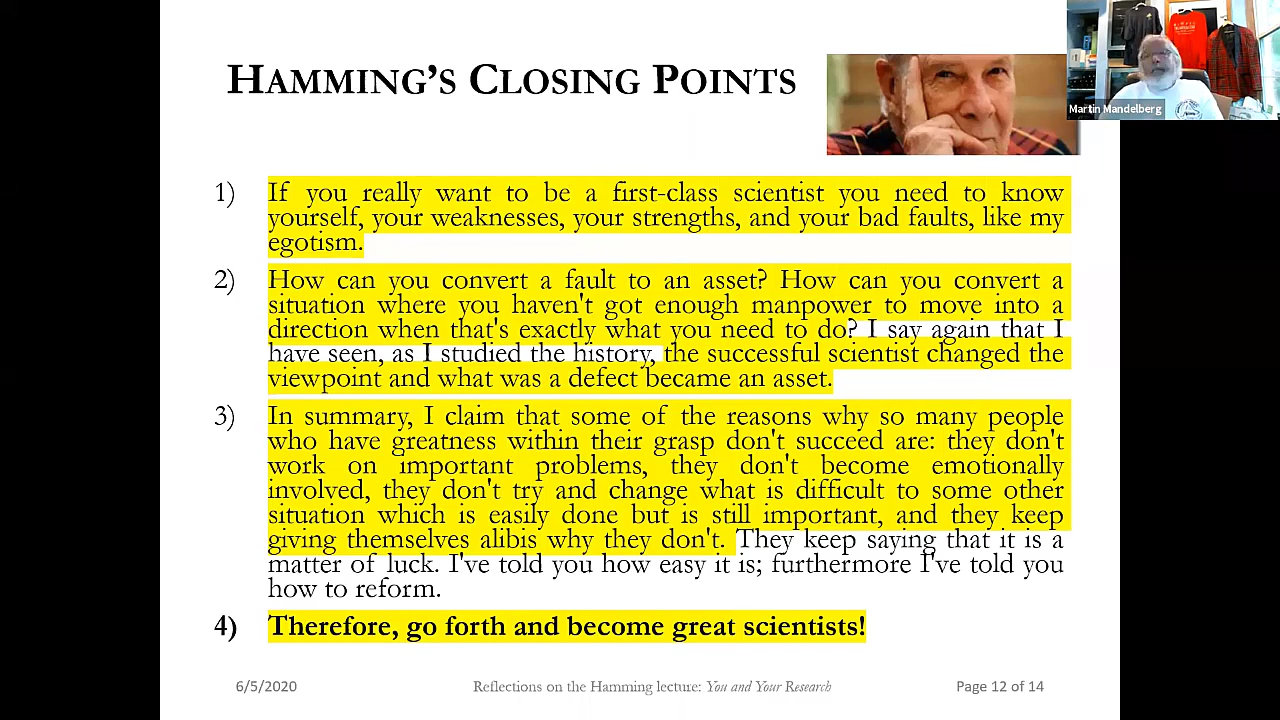 HAMMING'S CLOSING POINTS
Martin Mandelberg
1) If you really want to be a first-class scientist you need to know
yourself, your weaknesses, your strengths, and your bad faults, like my
egotism.
2) How can you convert a fault to an asset? How can you convert a
situation where you haven't got enough manpower to move into a
direction when that's exactly what you need to do? I say again that I
have seen, as I studied the history, the successful scientist changed the
viewpoint and what was a defect became an asset.
3) In summary, I claim that some of the reasons why so many people
who have greatness within their grasp don't succeed are: they don't
work on important problems, they don't become emotionally
involved, they don't try and change what is difficult to some other
situation which is easily done but is still important, and they keep
giving themselves alibis why they don't. They keep saying that it is a
matter of luck. I've told you how easy it is; furthermore I've told you
how to reform.
4) Therefore, go forth and become great scientists!
6/5/2020
Reflections on the Hamming lecture: You and Your Research
Page 12 of 14